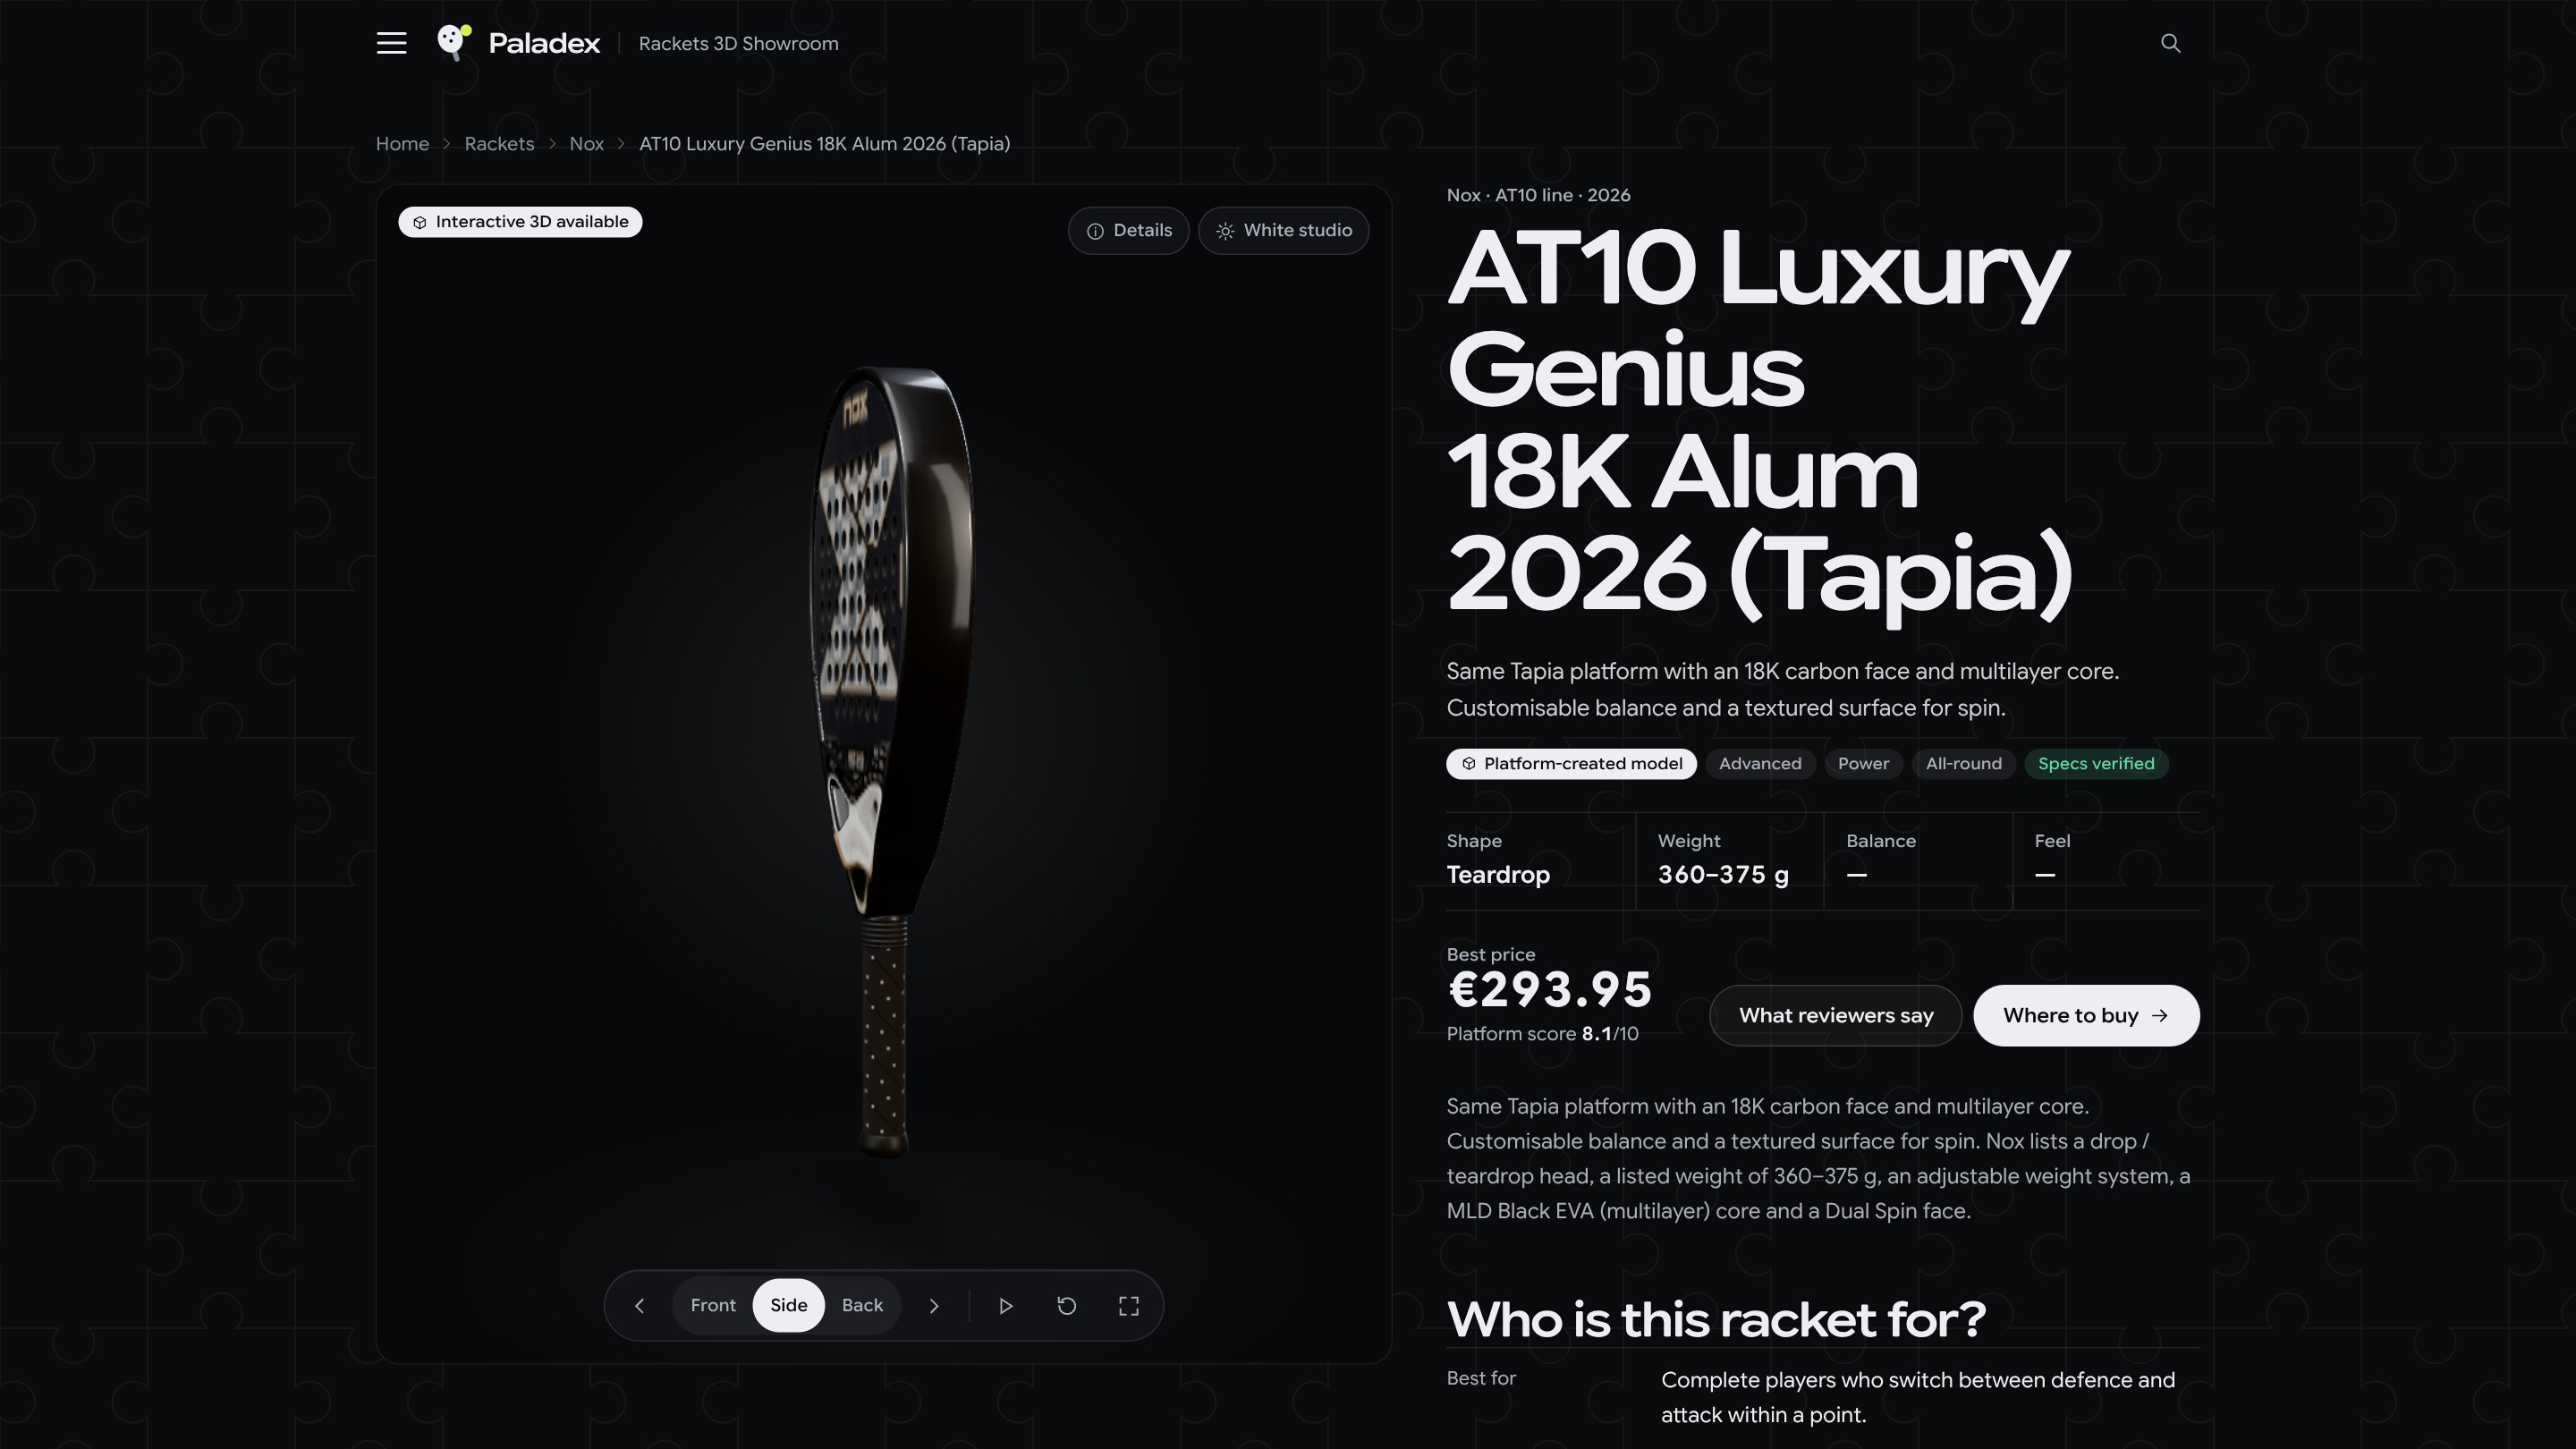 Paladex
Rackets 3D Showroom
Home
Rackets
Nox
AT10 Luxury Genius 18K Alum 2026 (Tapia)
Interactive 3D available
Details
White studio
nox
Front
Side
Back
Nox · AT10 line · 2026
AT10 Luxury
Genius
18K Alum
2026 (Tapia)
Same Tapia platform with an 18K carbon face and multilayer core.
Customisable balance and a textured surface for spin.
Platform-created model
Advanced
Power
All-round
Specs verified
Shape
Teardrop
Weight
360–375 g
Balance
—
Feel
—
Best price
€293.95
Platform score 8.1/10
What reviewers say
Where to buy →
Same Tapia platform with an 18K carbon face and multilayer core.
Customisable balance and a textured surface for spin. Nox lists a drop /
teardrop head, a listed weight of 360–375 g, an adjustable weight system, a
MLD Black EVA (multilayer) core and a Dual Spin face.
Who is this racket for?
Best for
Complete players who switch between defence and
attack within a point.